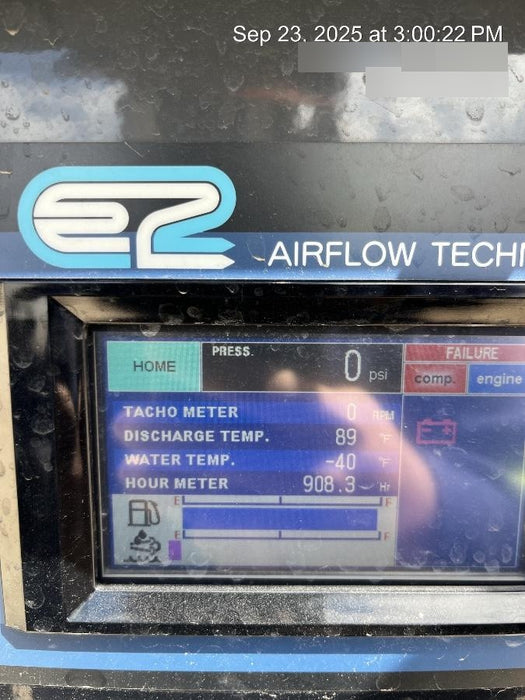 Sep 23, 2025 at 3:00:22 PM
E2
AIRFLOW TECH
HOME
PRESS. 0 psi
FAILURE
comp. engine
TACHO METER 0 RPM
DISCHARGE TEMP. 89 °F
WATER TEMP. -40 °F
HOUR METER 908.3 Hr
E F
E F